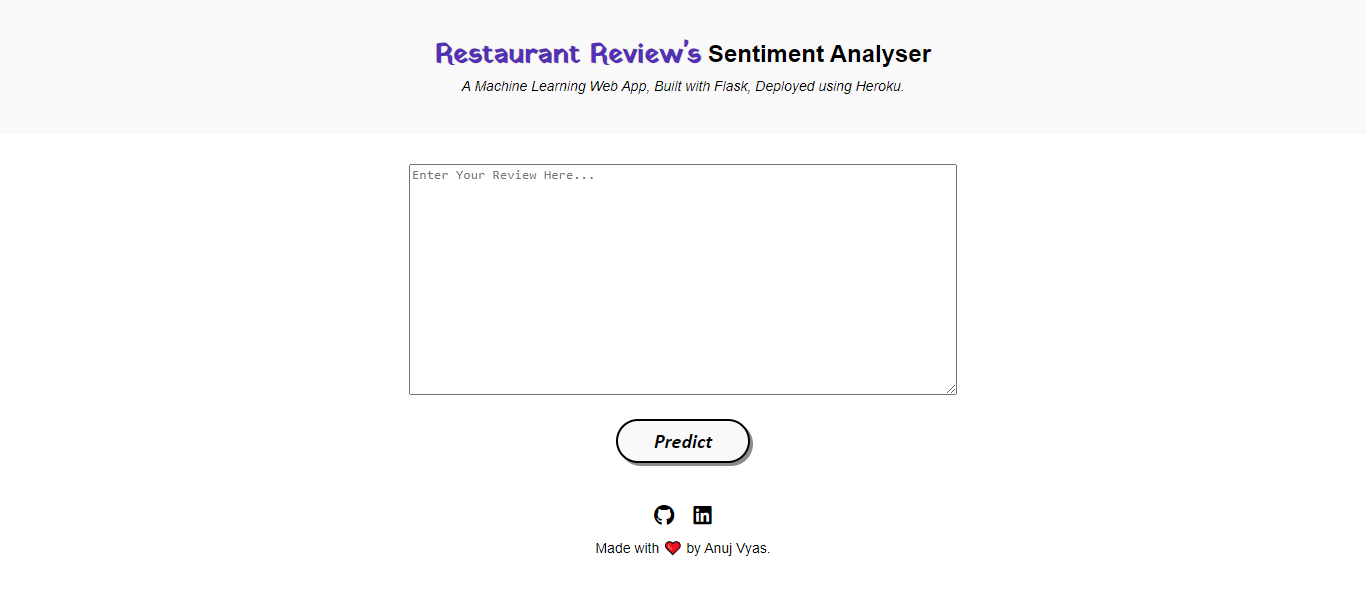 Restaurant Review's Sentiment Analyser
A Machine Learning Web App, Built with Flask, Deployed using Heroku.
Enter Your Review Here...
Predict
in
Made with ❤ by Anuj Vyas.